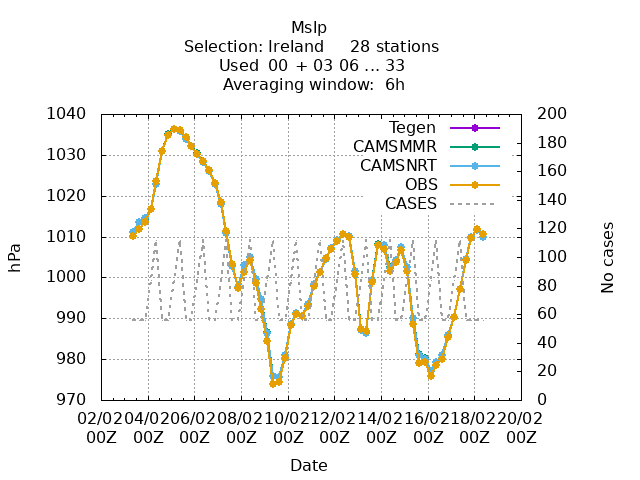 Mslp
Selection: Ireland 28 stations
Used 00 + 03 06 ... 33
Averaging window: 6h
1040
1030
1020
1010
1000
990
980
970
hPa
200
180
160
140
120
100
80
60
40
20
0
No cases
Tegen
CAMSMMR
CAMSNRT
OBS
CASES
02/02 04/02 06/02 08/02 10/02 12/02 14/02 16/02 18/02 20/02
00Z 00Z 00Z 00Z 00Z 00Z 00Z 00Z 00Z 00Z
Date